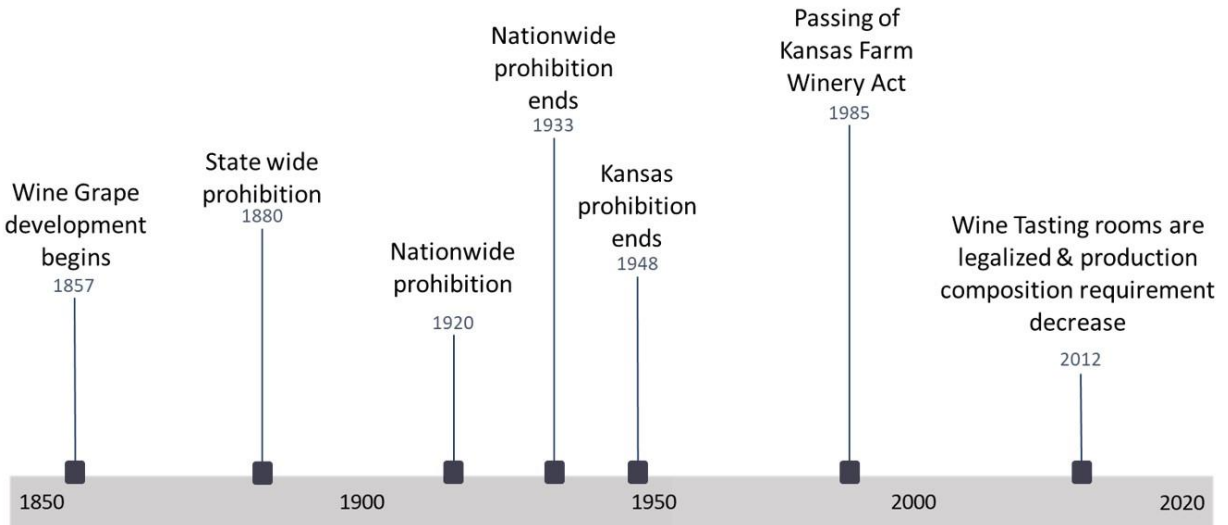 Wine Grape
development
begins
1857
State wide
prohibition
1880
Nationwide
prohibition
1920
Nationwide
prohibition
ends
1933
Kansas
prohibition
ends
1948
Passing of
Kansas Farm
Winery Act
1985
Wine Tasting rooms are
legalized & production
composition requirement
decrease
2012
1850 1900 1950 2000 2020